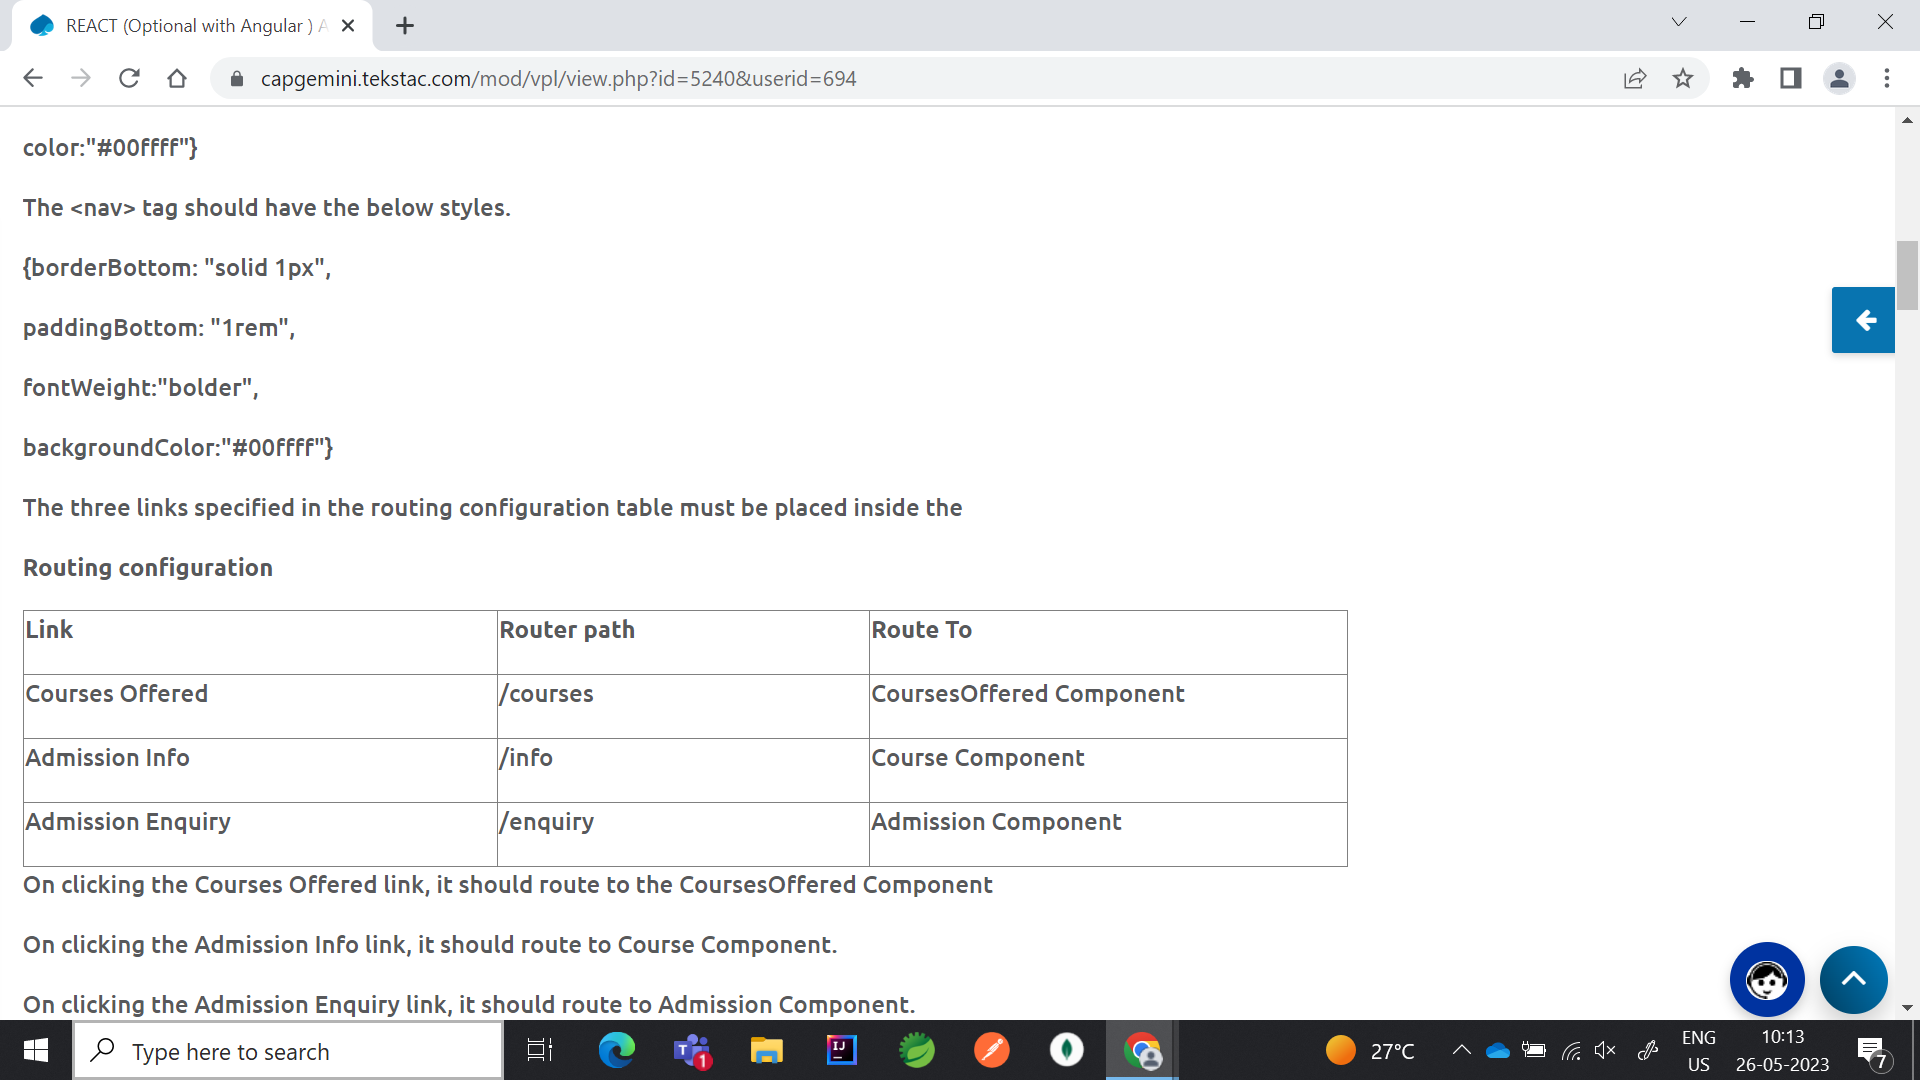 REACT (Optional with Angular ) A
capgemini.tekstac.com/mod/vpl/view.php?id=5240&userid=694
color:"#00ffff"}
The <nav> tag should have the below styles.
{borderBottom: "solid 1px",
paddingBottom: "1rem",
fontWeight:"bolder",
backgroundColor:"#00ffff"}
The three links specified in the routing configuration table must be placed inside the
Routing configuration
Link Router path Route To
Courses Offered /courses CoursesOffered Component
Admission Info /info Course Component
Admission Enquiry /enquiry Admission Component
On clicking the Courses Offered link, it should route to the CoursesOffered Component
On clicking the Admission Info link, it should route to Course Component.
On clicking the Admission Enquiry link, it should route to Admission Component.
Type here to search
T
1
IJ
27°C
ENG
US
10:13
26-05-2023
7